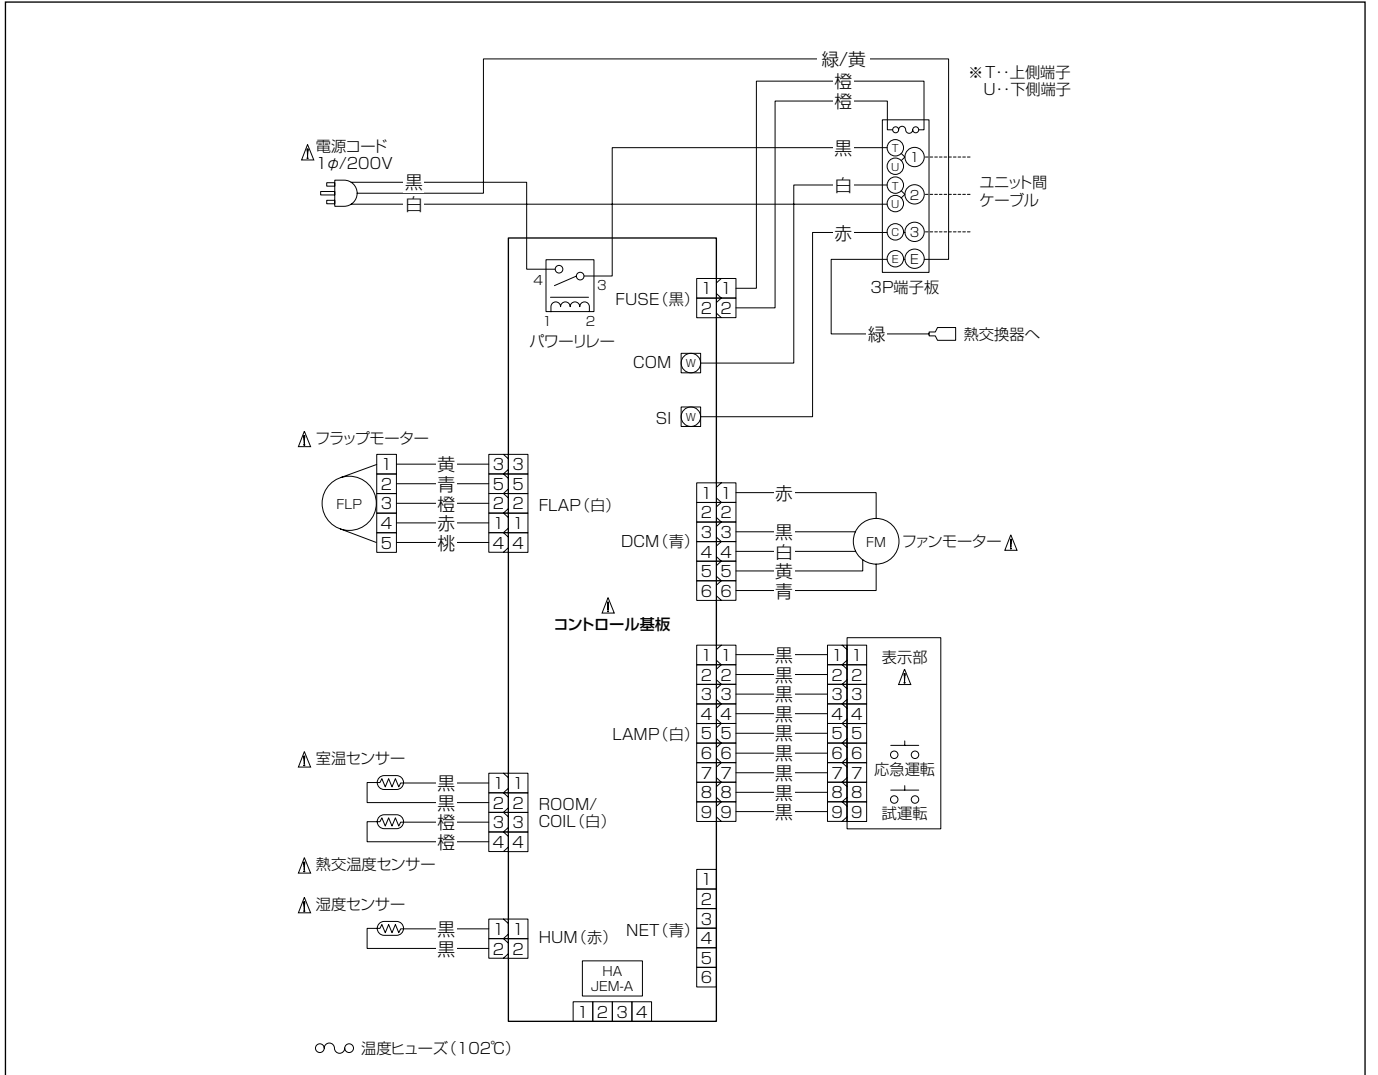 緑/黄
橙
橙
※T‥上側端子
U‥下側端子
⚠ 電源コード
1φ/200V
黒
白
黒
白
赤
T 1
U
T 2
U
C 3
E E
ユニット間
ケーブル
3P端子板
緑
熱交換器へ
4
3
1 2
パワーリレー
FUSE(黒)
1 1
2 2
COM W
SI W
⚠ フラップモーター
FLP
1 黄 3 3
2 青 5 5
3 橙 2 2
4 赤 1 1
5 桃 4 4
FLAP(白)
DCM(青)
1 1 赤
2 2
3 3 黒
4 4 白
5 5 黄
6 6 青
FM
ファンモーター ⚠
⚠
コントロール基板
LAMP(白)
1 1 黒 1 1
2 2 黒 2 2
3 3 黒 3 3
4 4 黒 4 4
5 5 黒 5 5
6 6 黒 6 6
7 7 黒 7 7
8 8 黒 8 8
9 9 黒 9 9
表示部
⚠
応急運転
試運転
⚠ 室温センサー
黒 1 1
黒 2 2
橙 3 3
橙 4 4
ROOM/
COIL(白)
⚠ 熱交温度センサー
⚠ 湿度センサー
黒 1 1
黒 2 2
HUM(赤)
NET(青)
1
2
3
4
5
6
HA
JEM-A
1 2 3 4
温度ヒューズ(102℃)